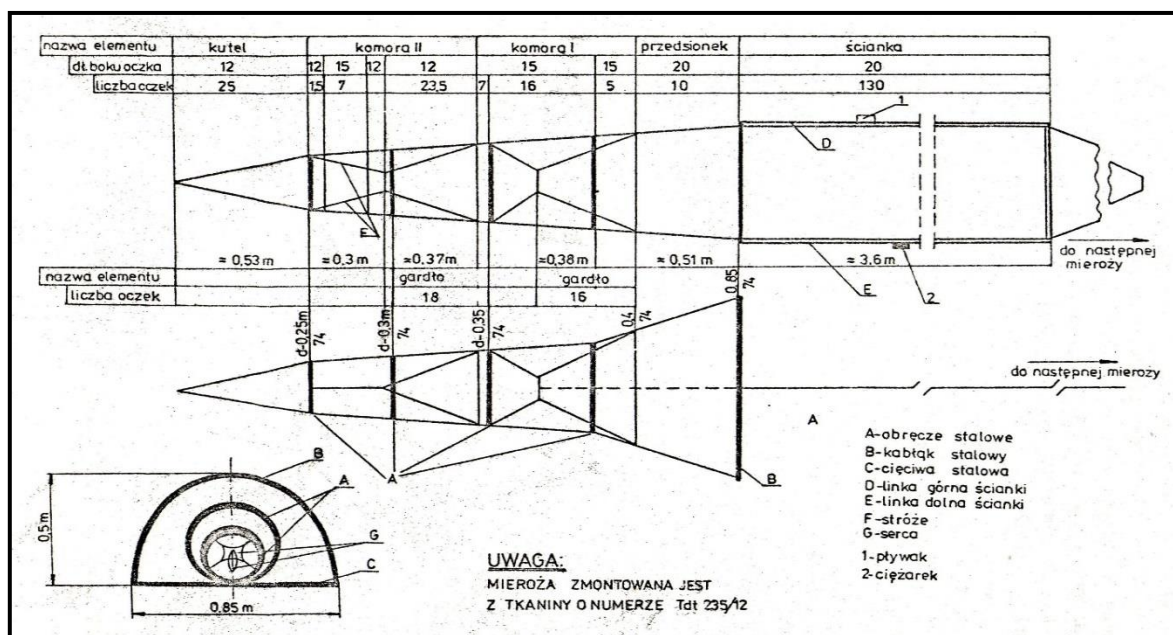 nazwa elementu kutel komora II komora I przedsionek ścianka
dł. boku oczka 12 12 15 12 12 15 15 20 20
liczba oczek 25 1,5 7 23,5 7 16 5 10 130
1
D
E
do następnej
mieroży
≈ 0,53 m ≈ 0,3 m ≈ 0,37m ≈ 0,38 m ≈ 0,51 m ≈ 3,6 m
nazwa elementu gardło gardło
liczba oczek 18 16
E
2
d-0,25m
74
d-0,3m
74
d-0,35
74
0,4
74
0,85
74
do następnej
mieroży
A
B
A
A-obręcze stalowe
B-kabłąk stalowy
C-cięciwa stalowa
D-linka górna ścianki
E-linka dolna ścianki
F-stróże
G-serca
1-pływak
2-ciężarek
B
A
G
C
0,5m
0,85 m
UWAGA:
MIEROŻA ZMONTOWANA JEST
Z TKANINY O NUMERZE Tdt 235/12